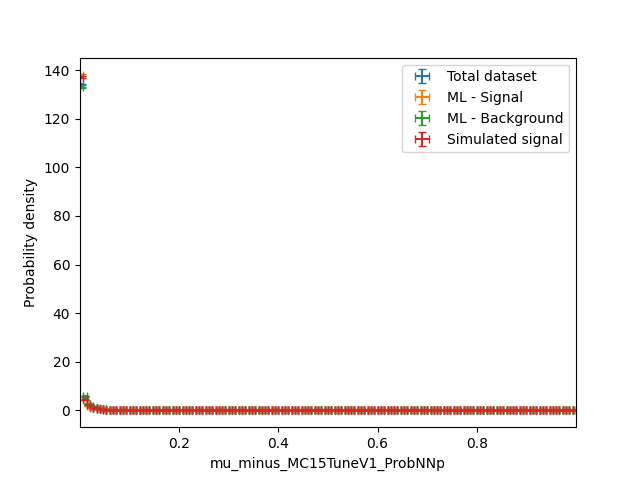 Total dataset
ML - Signal
ML - Background
Simulated signal
140
120
100
80
60
40
20
0
Probability density
0.2 0.4 0.6 0.8
mu_minus_MC15TuneV1_ProbNNp